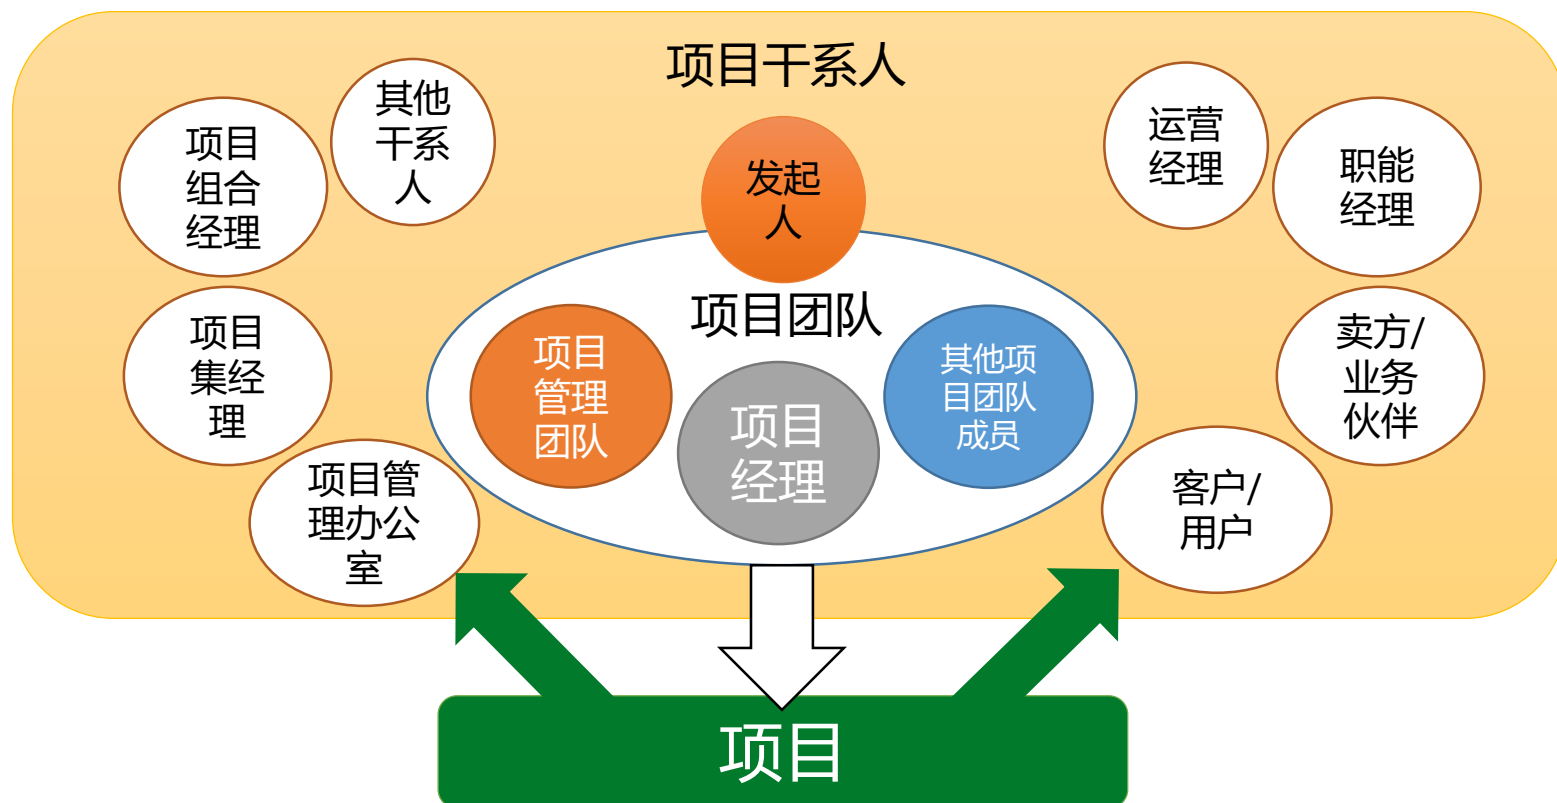 项目干系人
其他
干系
人
项目
组合
经理
发起
人
运营
经理
职能
经理
项目团队
项目
集经
理
项目
管理
团队
项目
经理
其他项
目团队
成员
卖方/
业务
伙伴
项目管
理办公
室
客户/
用户
项目